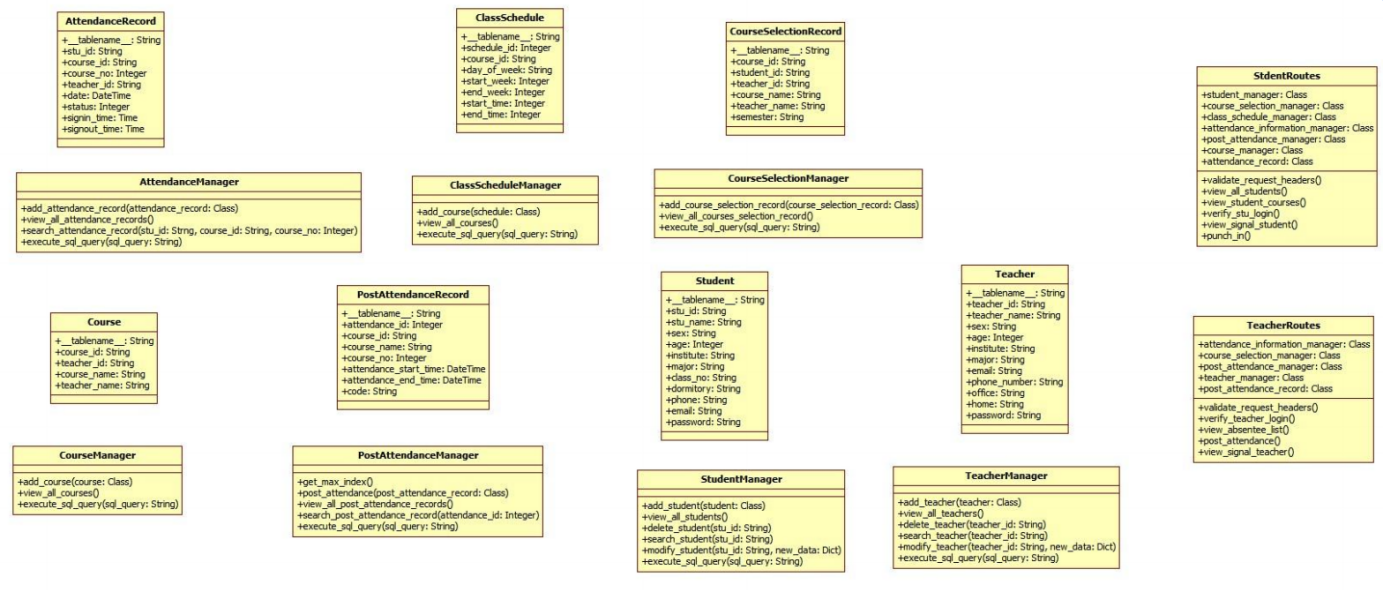 AttendanceRecord
+__tablename__: String
+stu_id: String
+course_id: String
+course_no: Integer
+teacher_id: String
+date: DateTime
+status: Integer
+signin_time: Time
+signout_time: Time
ClassSchedule
+__tablename__: String
+schedule_id: Integer
+course_id: String
+day_of_week: String
+start_week: Integer
+end_week: Integer
+start_time: Integer
+end_time: Integer
CourseSelectionRecord
+__tablename__: String
+course_id: String
+student_id: String
+teacher_id: String
+course_name: String
+teacher_name: String
+semester: String
StdentRoutes
+student_manager: Class
+course_selection_manager: Class
+class_schedule_manager: Class
+attendance_information_manager: Class
+post_attendance_manager: Class
+course_manager: Class
+attendance_record: Class
+validate_request_headers()
+view_all_students()
+view_student_courses()
+verify_stu_login()
+view_signal_student()
+punch_in()
AttendanceManager
+add_attendance_record(attendance_record: Class)
+view_all_attendance_records()
+search_attendance_record(stu_id: Strng, course_id: String, course_no: Integer)
+execute_sql_query(sql_query: String)
ClassScheduleManager
+add_course(schedule: Class)
+view_all_courses()
+execute_sql_query(sql_query: String)
CourseSelectionManager
+add_course_selection_record(course_selection_record: Class)
+view_all_courses_selection_record()
+execute_sql_query(sql_query: String)
Course
+__tablename__: String
+course_id: String
+teacher_id: String
+course_name: String
+teacher_name: String
PostAttendanceRecord
+__tablename__: String
+attendance_id: Integer
+course_id: String
+course_name: String
+course_no: Integer
+attendance_start_time: DateTime
+attendance_end_time: DateTime
+code: String
Student
+__tablename__: String
+stu_id: String
+stu_name: String
+sex: String
+age: Integer
+institute: String
+major: String
+class_no: String
+dormitory: String
+phone: String
+email: String
+password: String
Teacher
+__tablename__: String
+teacher_id: String
+teacher_name: String
+sex: String
+age: Integer
+institute: String
+major: String
+email: String
+phone_number: String
+office: String
+home: String
+password: String
TeacherRoutes
+attendance_information_manager: Class
+course_selection_manager: Class
+post_attendance_manager: Class
+teacher_manager: Class
+post_attendance_record: Class
+validate_request_headers()
+verify_teacher_login()
+view_absentee_list()
+post_attendance()
+view_signal_teacher()
CourseManager
+add_course(course: Class)
+view_all_courses()
+execute_sql_query(sql_query: String)
PostAttendanceManager
+get_max_index()
+post_attendance(post_attendance_record: Class)
+view_all_post_attendance_records()
+search_post_attendance_record(attendance_id: Integer)
+execute_sql_query(sql_query: String)
StudentManager
+add_student(student: Class)
+view_all_students()
+delete_student(stu_id: String)
+search_student(stu_id: String)
+modify_student(stu_id: String, new_data: Dict)
+execute_sql_query(sql_query: String)
TeacherManager
+add_teacher(teacher: Class)
+view_all_teachers()
+delete_teacher(teacher_id: String)
+search_teacher(teacher_id: String)
+modify_teacher(teacher_id: String, new_data: Dict)
+execute_sql_query(sql_query: String)